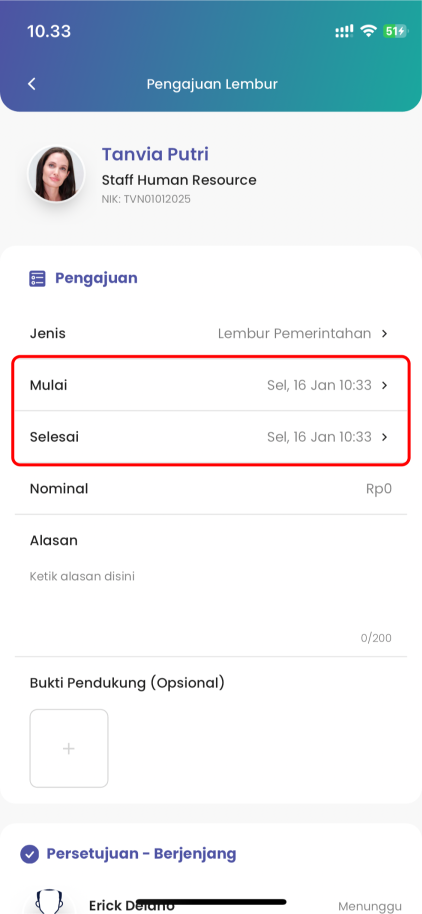 10.33
51
Pengajuan Lembur
Tanvia Putri
Staff Human Resource
NIK: TVN01012025
Pengajuan
Jenis Lembur Pemerintahan
Mulai Sel, 16 Jan 10:33
Selesai Sel, 16 Jan 10:33
Nominal Rp0
Alasan
Ketik alasan disini
0/200
Bukti Pendukung (Opsional)
+
Persetujuan - Berjenjang
Erick Delano Menunggu